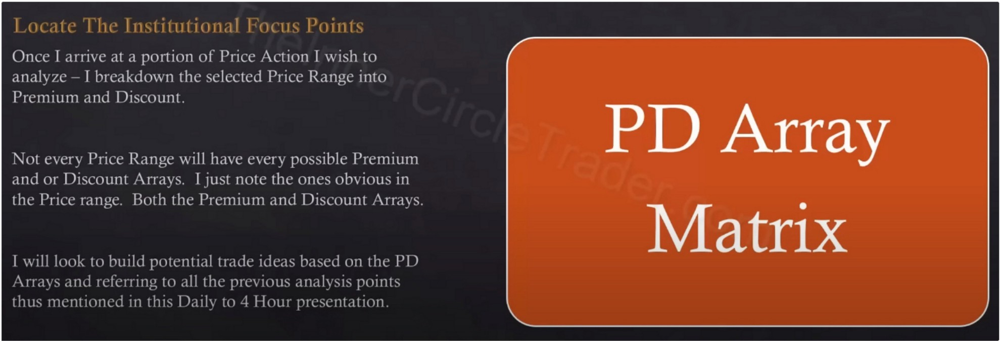 Locate The Institutional Focus Points
Once I arrive at a portion of Price Action I wish to
analyze – I breakdown the selected Price Range into
Premium and Discount.
Not every Price Range will have every possible Premium
and or Discount Arrays.  I just note the ones obvious in
the Price range.  Both the Premium and Discount Arrays.
I will look to build potential trade ideas based on the PD
Arrays and referring to all the previous analysis points
thus mentioned in this Daily to 4 Hour presentation.
PD Array
Matrix
TheInnerCircleTrader.com